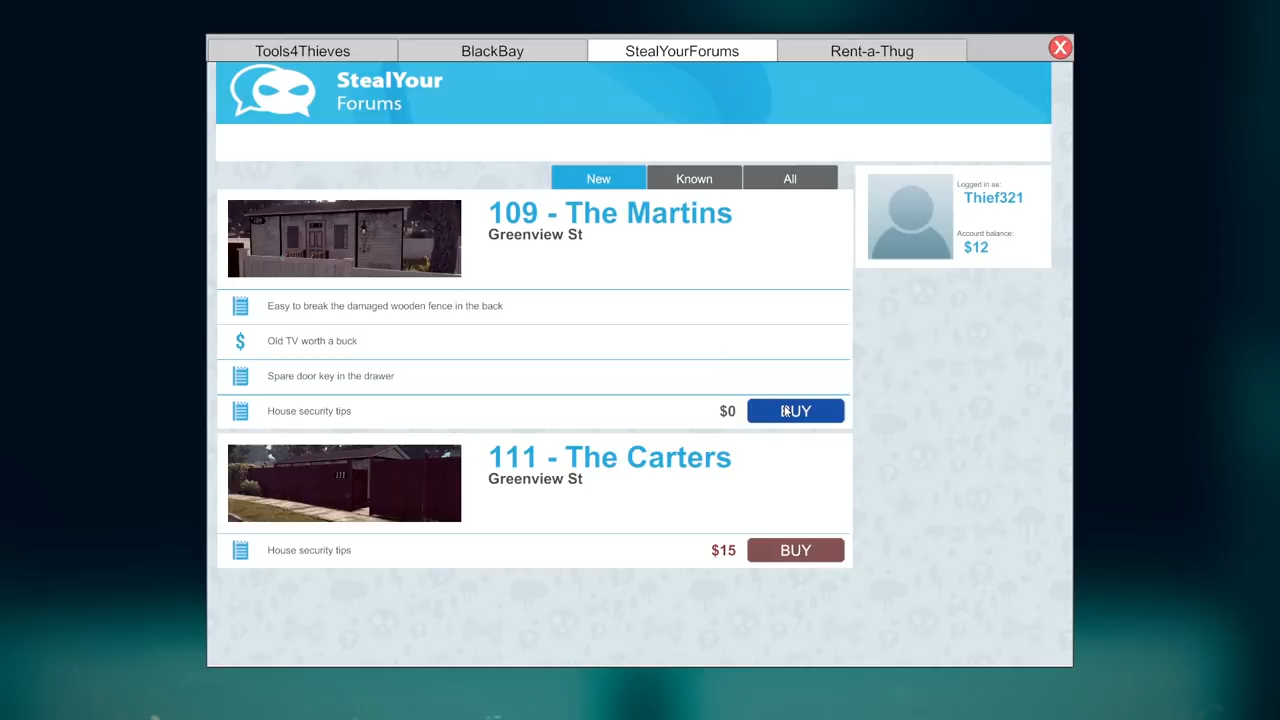 Tools4Thieves
BlackBay
StealYourForums
Rent-a-Thug
X
StealYour
Forums
New
Known
All
Logged in as:
Thief321
Account balance:
$12
109 - The Martins
Greenview St
Easy to break the damaged wooden fence in the back
$
Old TV worth a buck
Spare door key in the drawer
House security tips
$0
BUY
111
111 - The Carters
Greenview St
House security tips
$15
BUY